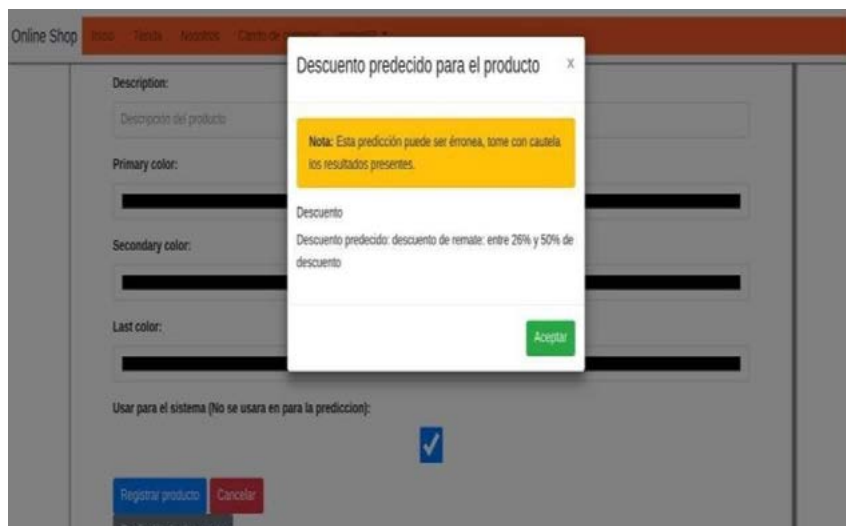 Online Shop Inicio Tienda Nosotros Carrito de
Descuento predecido para el producto x
Description:
Descripción del producto
Nota: Esta predicción puede ser érronea, tome con cautela
los resultados presentes.
Primary color:
Descuento
Descuento predecido: descuento de remate: entre 26% y 50% de
descuento
Secondary color:
Last color:
Aceptar
Usar para el sistema (No se usara en para la prediccion):
Registrar producto Cancelar